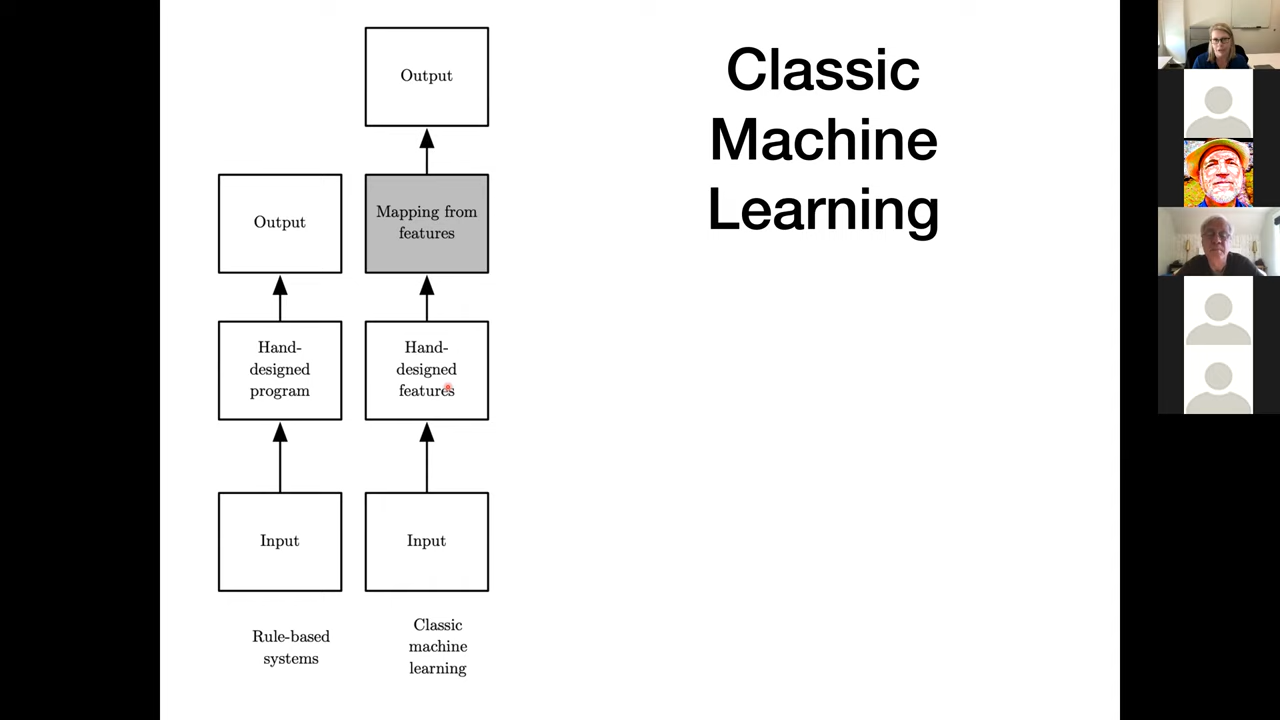 Classic
Machine
Learning
Output
Output
Mapping from
features
Hand-
designed
program
Hand-
designed
features
Input
Input
Rule-based
systems
Classic
machine
learning